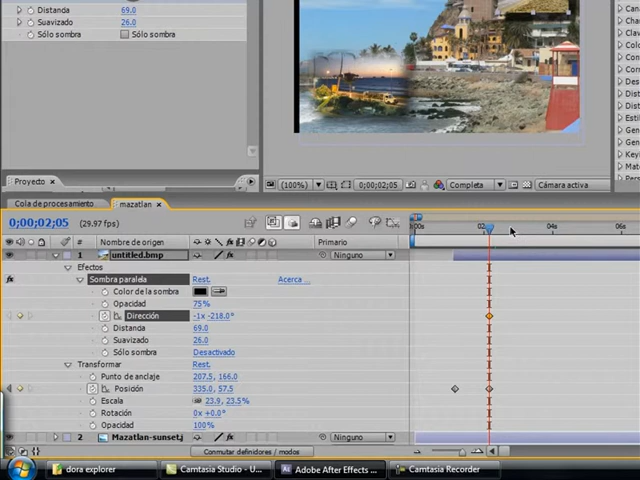 Distanda 69.0
Suavizado 26.0
Sólo sombra Sólo sombra
Proyecto
(100%) 0;00;02;05 Completa Cámara activa
Cola de procesamiento mazatlan
0;00;02;05 (29.97 fps)
# Nombre de origen Primario
00s 02s 04s 06s
1 untitled.bmp Ninguno
Efectos
Sombra paralela Rest. Acerca ...
Color de la sombra
Opacidad 75%
Dirección -1x -218.0°
Distanda 69.0
Suavizado 26.0
Sólo sombra Desactivado
Transformar Rest.
Punto de anclaje 207.5, 166.0
Posición 335.0, 57.5
Escala 23.9, 23.5%
Rotación 0x +0.0°
Opacidad 100%
2 Mazatlan-sunset.j Ninguno
Conmutar definidores / modos
dora explorer Camtasia Studio - U... Adobe After Effects ... Camtasia Recorder